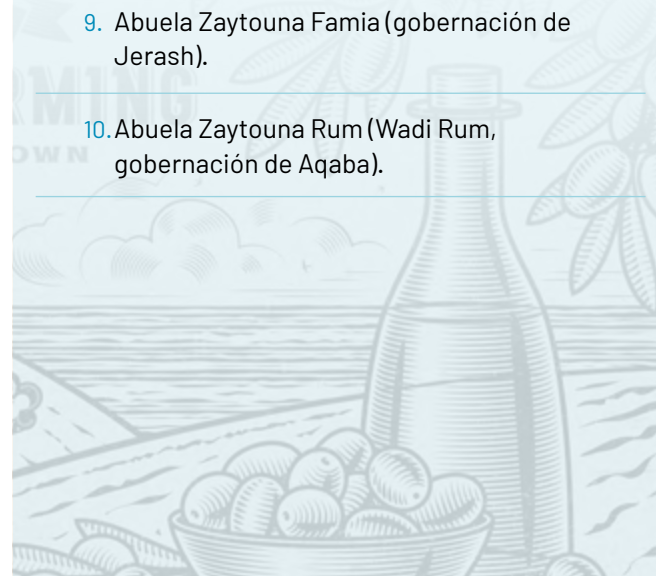 9. Abuela Zaytouna Famia (gobernación de
Jerash).
10. Abuela Zaytouna Rum (Wadi Rum,
gobernación de Aqaba).